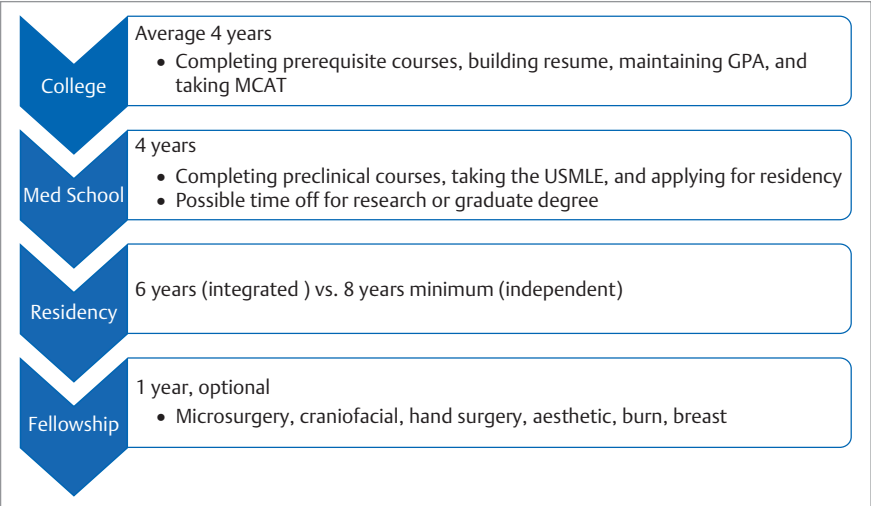 College
Average 4 years
• Completing prerequisite courses, building resume, maintaining GPA, and
taking MCAT
Med School
4 years
• Completing preclinical courses, taking the USMLE, and applying for residency
• Possible time off for research or graduate degree
Residency
6 years (integrated ) vs. 8 years minimum (independent)
Fellowship
1 year, optional
• Microsurgery, craniofacial, hand surgery, aesthetic, burn, breast